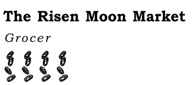 The Risen Moon Market
Grocer